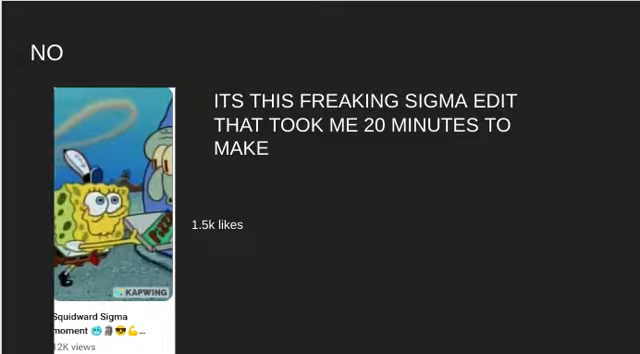 NO
ITS THIS FREAKING SIGMA EDIT
THAT TOOK ME 20 MINUTES TO
MAKE
1.5k likes
KAPWING
Squidward Sigma
moment 🥶🗿😎💪...
12K views